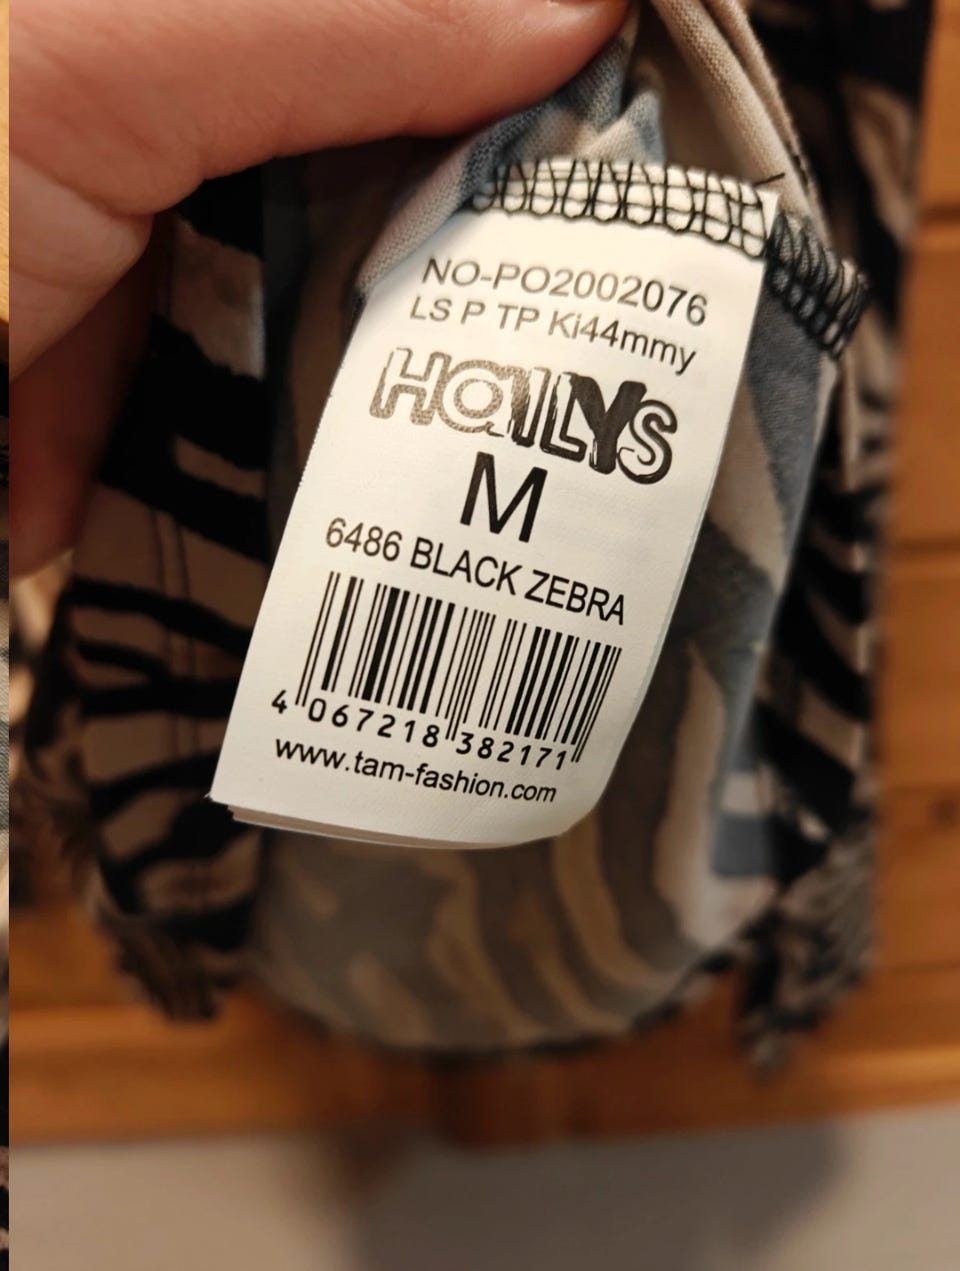 NO-PO2002076
LS P TP Ki44mmy
HaILYS
M
6486 BLACK ZEBRA
4 067218 382171
www.tam-fashion.com